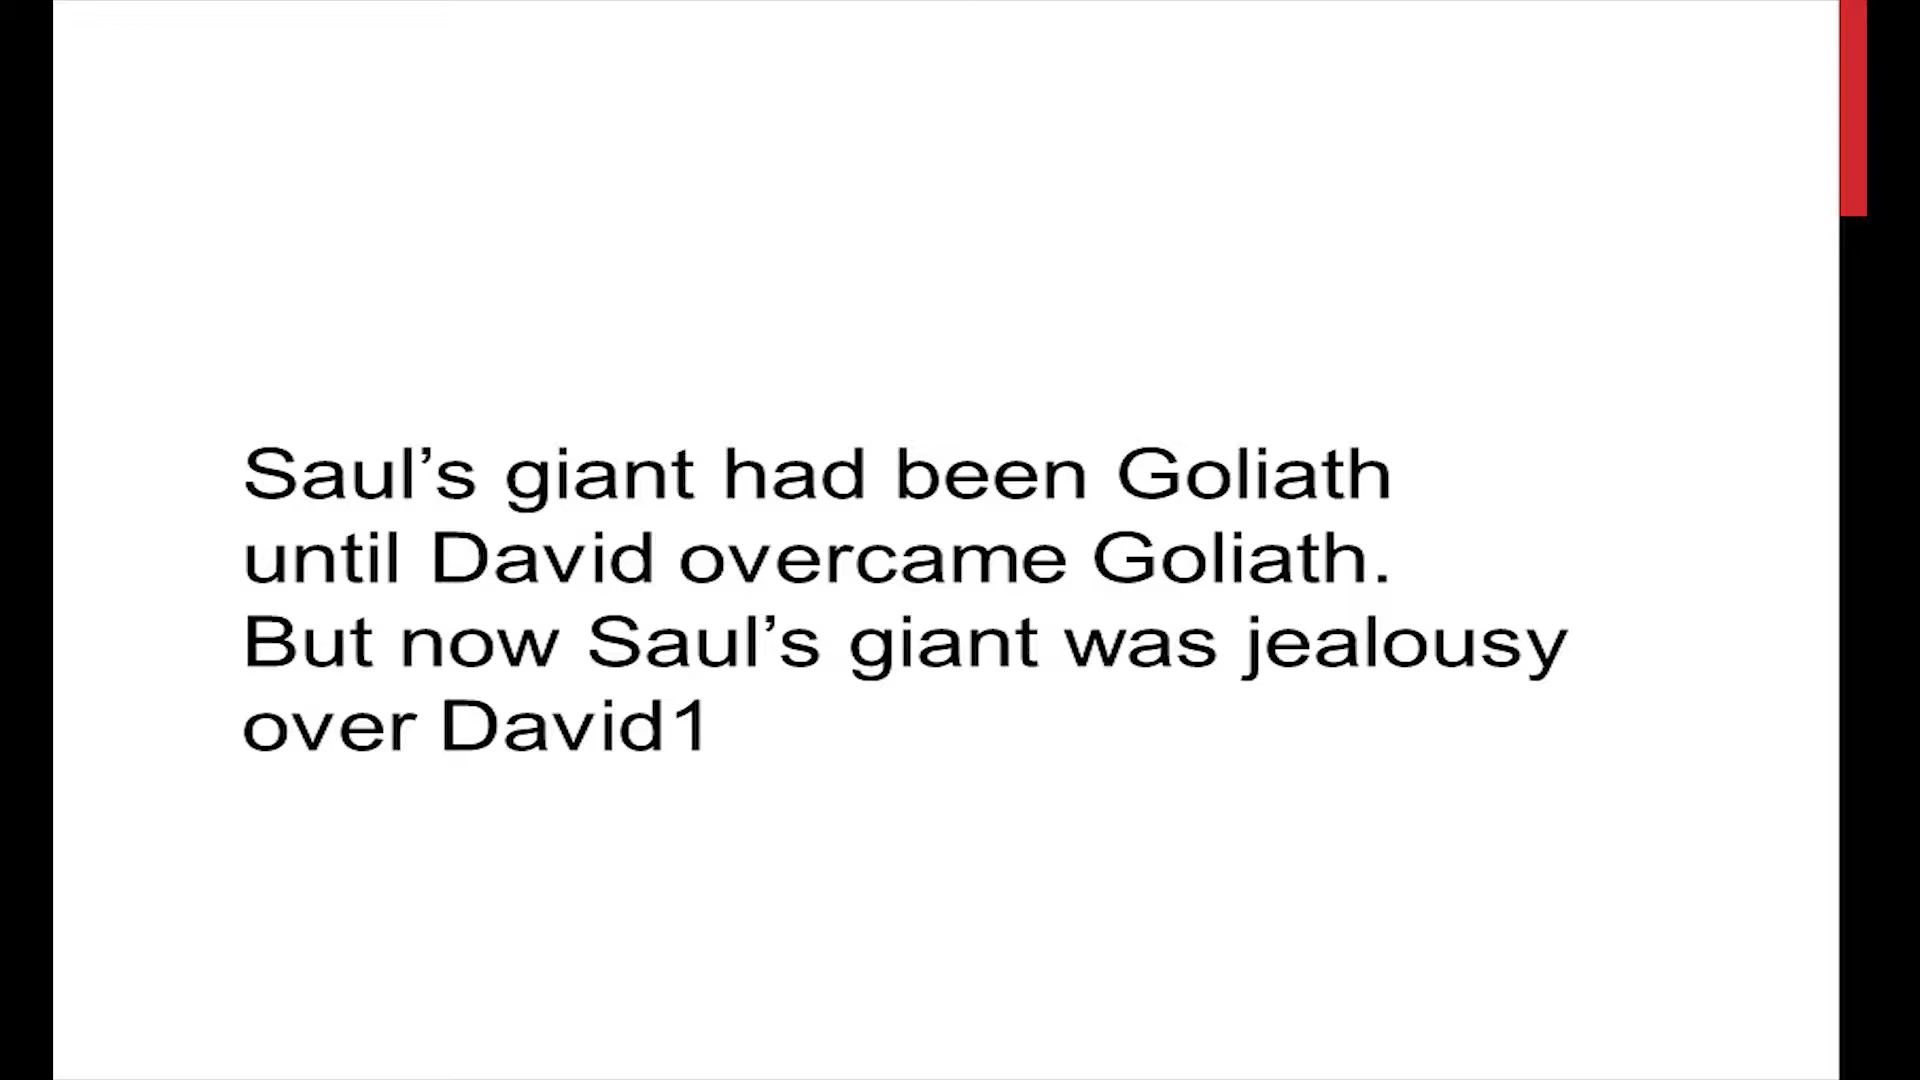 Saul’s giant had been Goliath
until David overcame Goliath.
But now Saul’s giant was jealousy
over David1